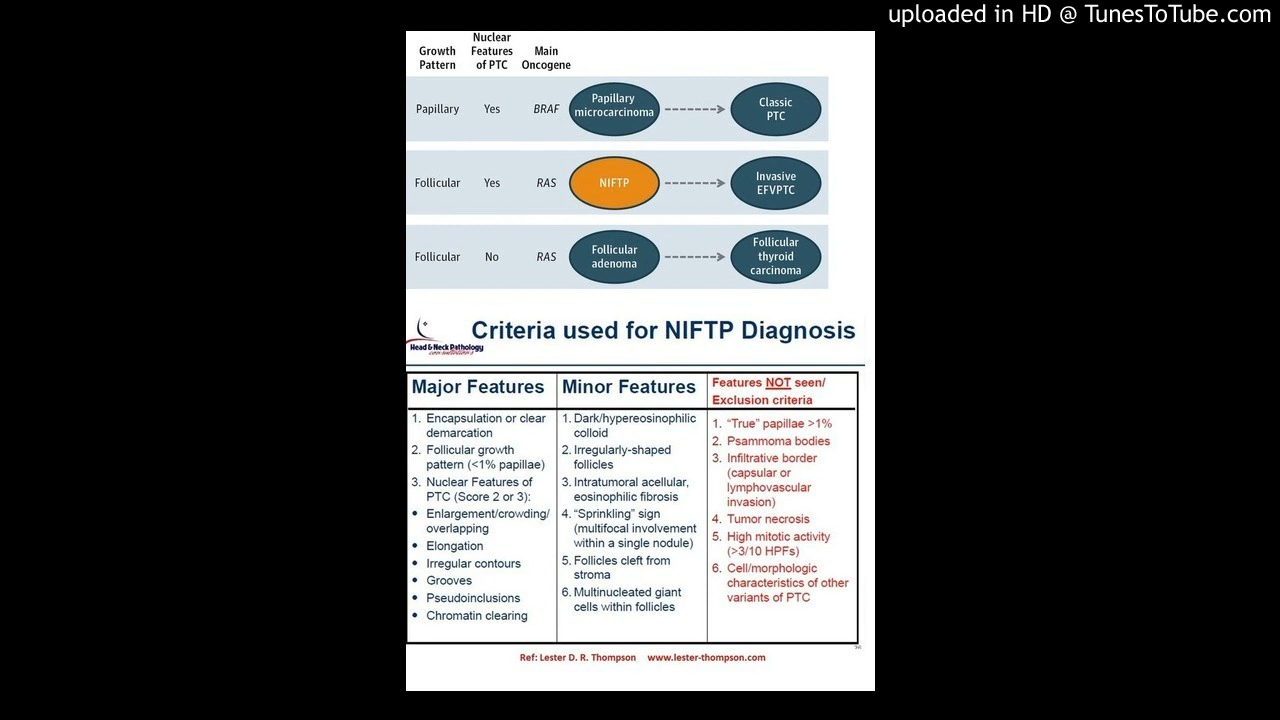 uploaded in HD @ TunesToTube.com
Nuclear
Growth Features Main
Pattern of PTC Oncogene
Papillary Yes BRAF Papillary microcarcinoma Classic PTC
Follicular Yes RAS NIFTP Invasive EFVPTC
Follicular No RAS Follicular adenoma Follicular thyroid carcinoma
Head & Neck Pathology
Criteria used for NIFTP Diagnosis
Major Features
1. Encapsulation or clear
demarcation
2. Follicular growth
pattern (<1% papillae)
3. Nuclear Features of
PTC (Score 2 or 3):
• Enlargement/crowding/
overlapping
• Elongation
• Irregular contours
• Grooves
• Pseudoinclusions
• Chromatin clearing
Minor Features
1. Dark/hypereosinophilic
colloid
2. Irregularly-shaped
follicles
3. Intratumoral acellular,
eosinophilic fibrosis
4. “Sprinkling” sign
(multifocal involvement
within a single nodule)
5. Follicles cleft from
stroma
6. Multinucleated giant
cells within follicles
Features NOT seen/
Exclusion criteria
1. “True” papillae >1%
2. Psammoma bodies
3. Infiltrative border
(capsular or
lymphovascular
invasion)
4. Tumor necrosis
5. High mitotic activity
(>3/10 HPFs)
6. Cell/morphologic
characteristics of other
variants of PTC
Ref: Lester D. R. Thompson www.lester-thompson.com